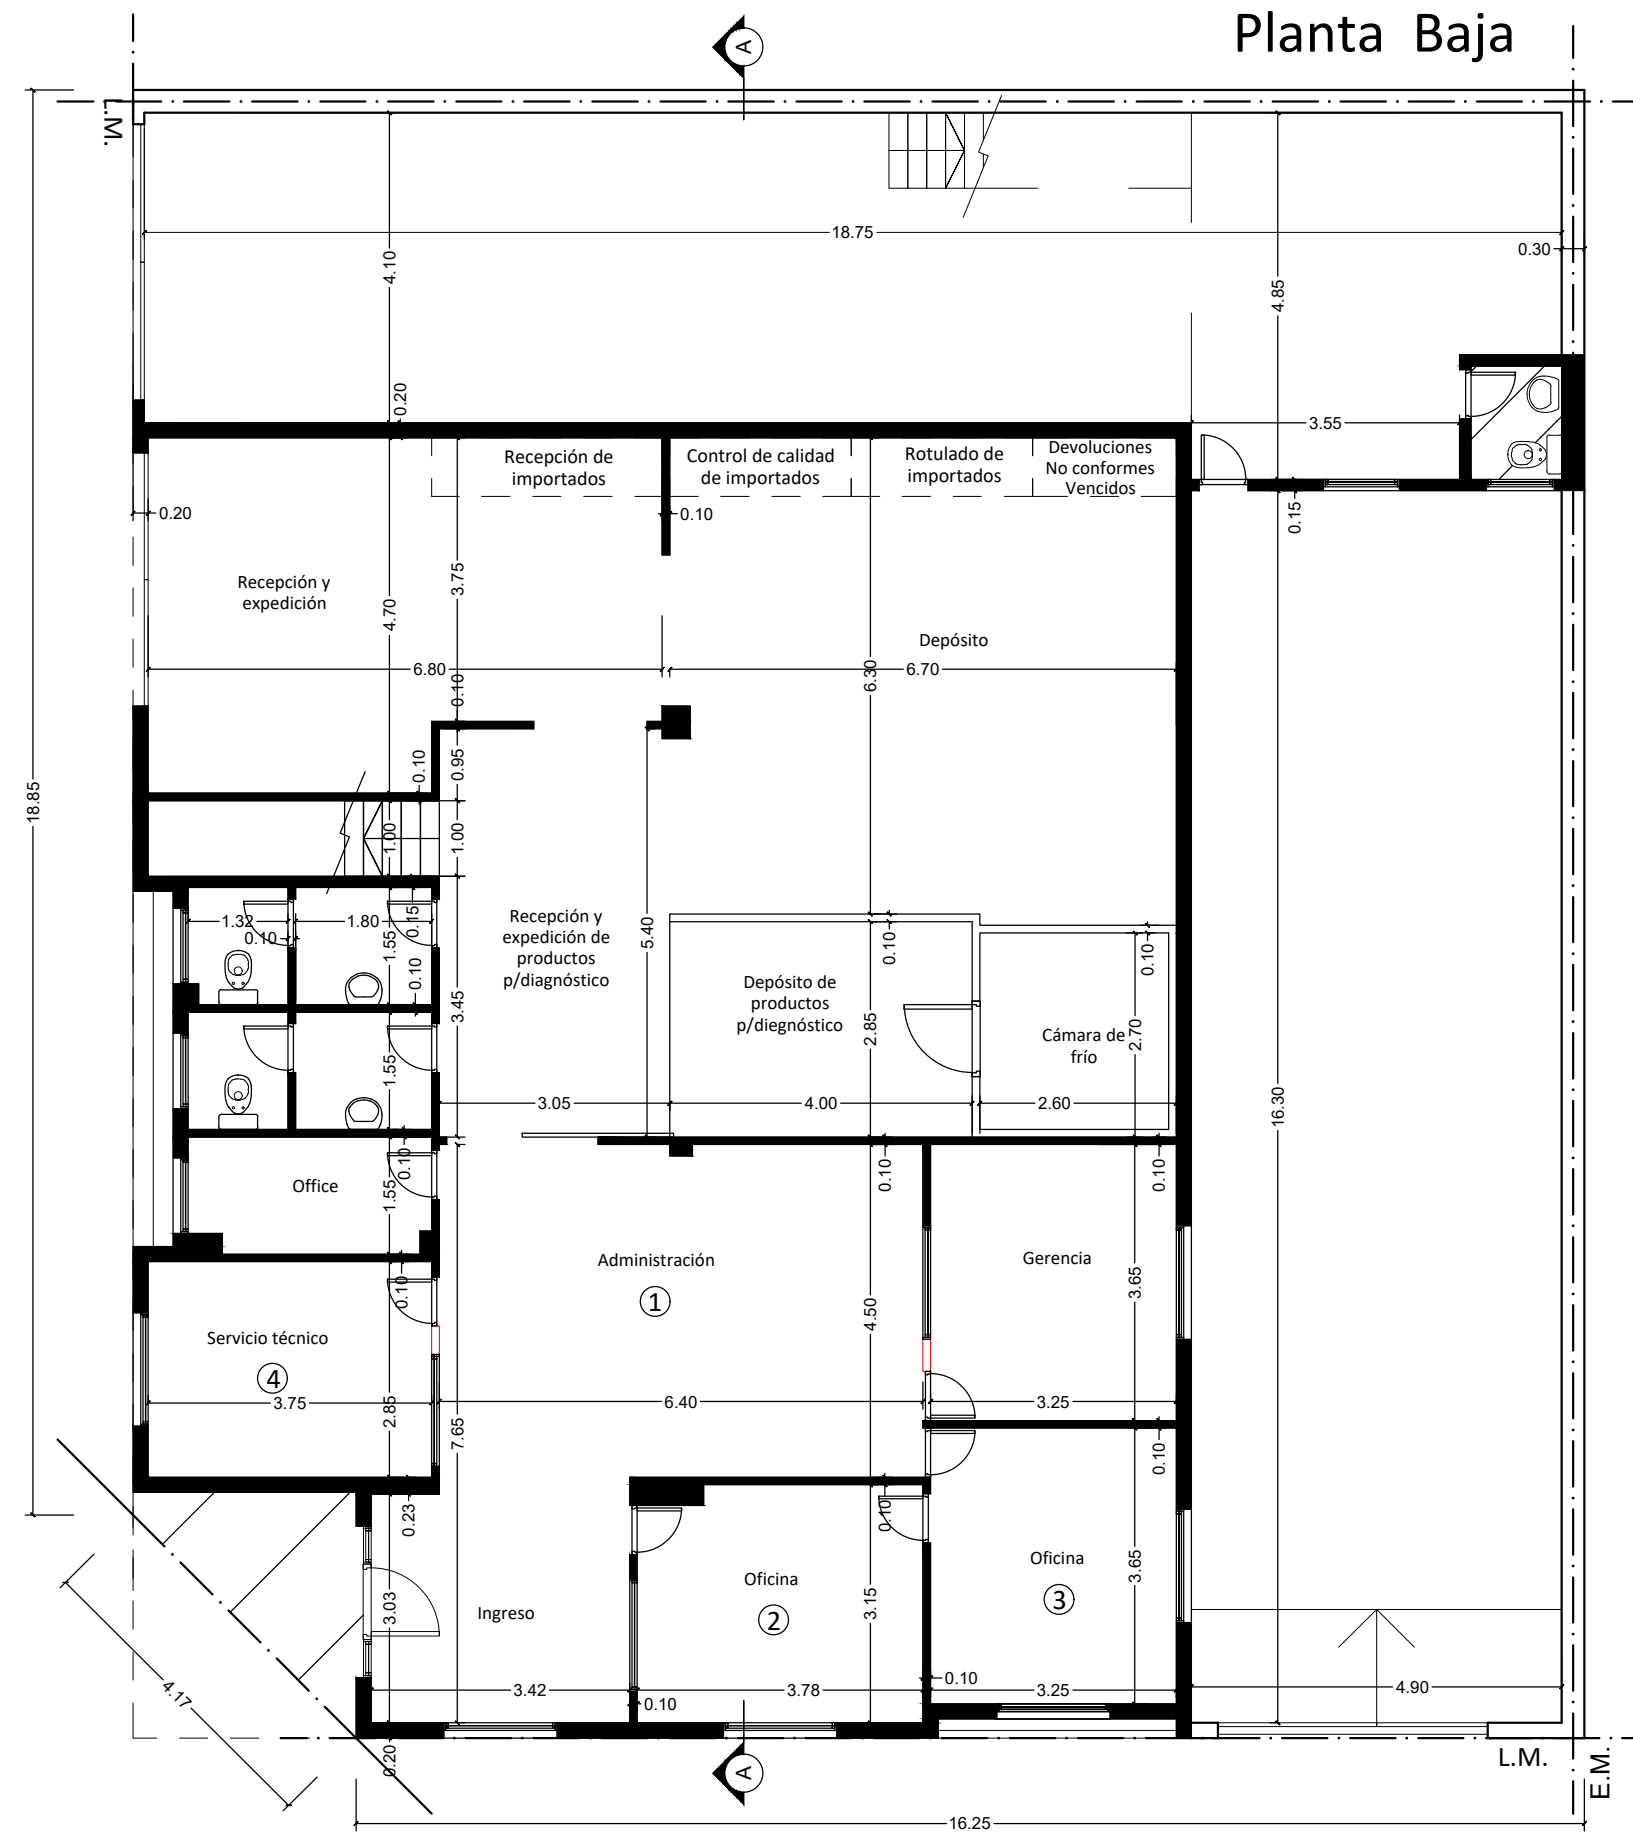 Planta Baja
A
L.M.
18.75
0.30
4.10
4.85
0.20
3.55
Recepción de
importados
Control de calidad
de importados
Rotulado de
importados
Devoluciones
No conformes
Vencidos
0.20
0.10
0.15
Recepción y
expedición
3.75
4.70
Depósito
6.80
6.30
6.70
0.10
0.10
0.95
18.85
1.00
1.00
1.32
1.80
0.15
0.10
1.55
0.10
Recepción y
expedición de
productos
p/diagnóstico
5.40
0.10
0.10
Depósito de
productos
p/diegnóstico
3.45
2.85
Cámara de
frío
2.70
1.55
3.05
4.00
2.60
16.30
0.10
0.10
0.10
Office
1.55
Administración
1
Gerencia
0.10
4.50
3.65
Servicio técnico
4
3.75
2.85
6.40
3.25
7.65
0.10
0.23
0.10
Oficina
2
Oficina
3
3.65
Ingreso
3.03
3.15
0.10
3.42
3.78
3.25
4.90
0.10
4.17
0.20
A
L.M.
E.M.
16.25